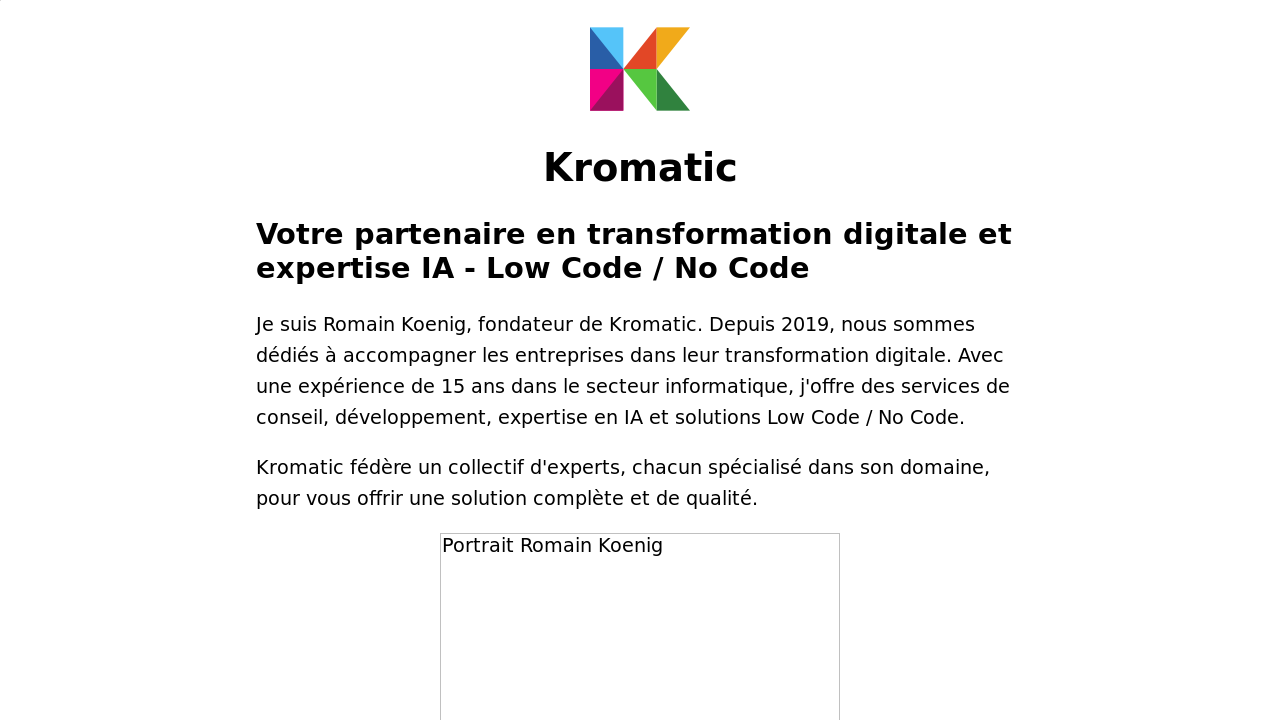 Kromatic
Votre partenaire en transformation digitale et
expertise IA - Low Code / No Code
Je suis Romain Koenig, fondateur de Kromatic. Depuis 2019, nous sommes
dédiés à accompagner les entreprises dans leur transformation digitale. Avec
une expérience de 15 ans dans le secteur informatique, j'offre des services de
conseil, développement, expertise en IA et solutions Low Code / No Code.
Kromatic fédère un collectif d'experts, chacun spécialisé dans son domaine,
pour vous offrir une solution complète et de qualité.
Portrait Romain Koenig